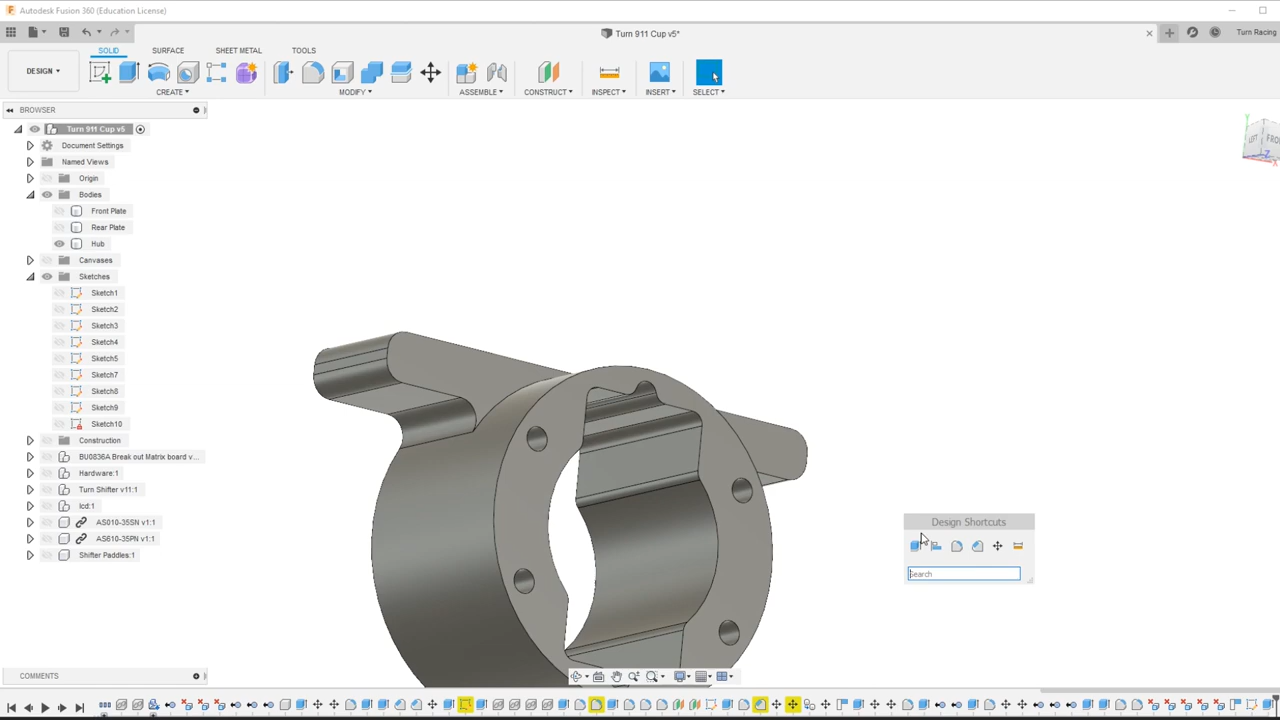 Autodesk Fusion 360 (Education License)
Turn 911 Cup v5*
Turn Racing
SOLID SURFACE SHEET METAL TOOLS
DESIGN
CREATE MODIFY ASSEMBLE CONSTRUCT INSPECT INSERT SELECT
BROWSER
Turn 911 Cup v5
Document Settings
Named Views
Origin
Bodies
Front Plate
Rear Plate
Hub
Canvases
Sketches
Sketch1
Sketch2
Sketch3
Sketch4
Sketch5
Sketch7
Sketch8
Sketch9
Sketch10
Construction
BU0836A Break out Matrix board v...
Hardware:1
Turn Shifter v11:1
lcd:1
AS010-35SN v1:1
AS610-35PN v1:1
Shifter Paddles:1
Y
LEFT
Z
X
Design Shortcuts
Search
COMMENTS